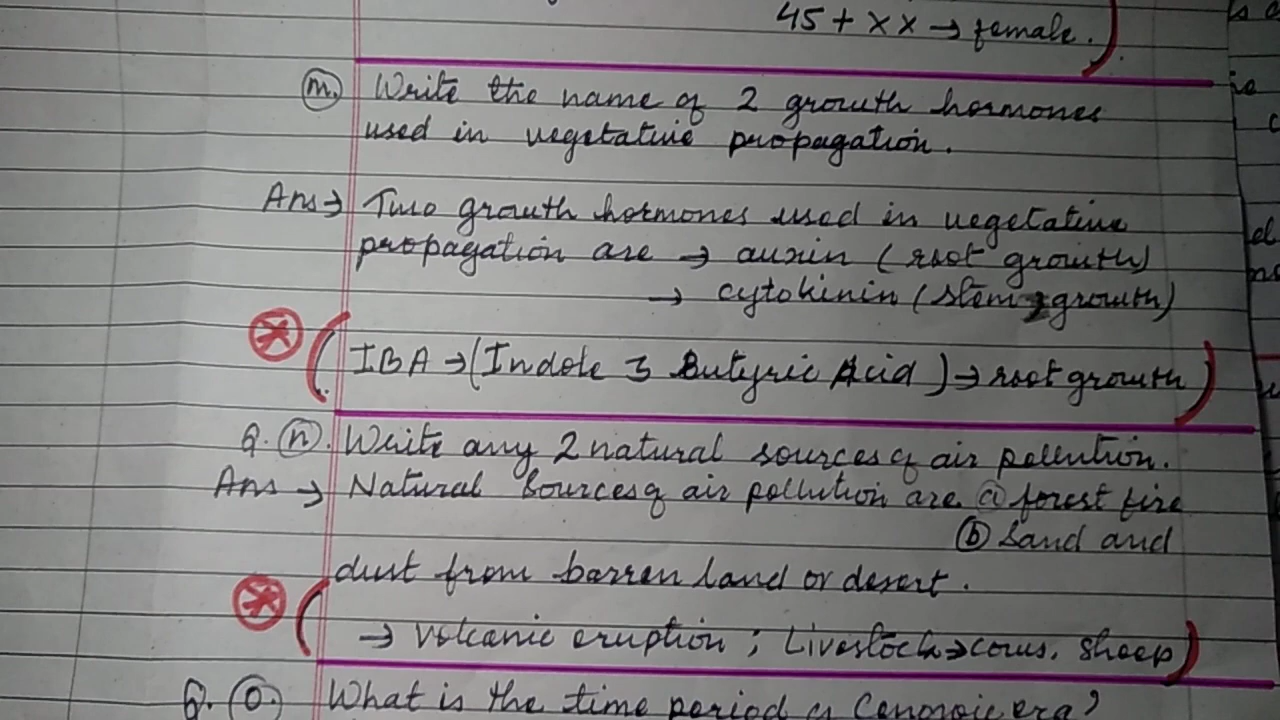 45 + XX → female.)
(m.) Write the name of 2 growth hormones
used in vegetative propagation.
Ans → Two growth hormones used in vegetative
propagation are → auxin (root growth)
→ cytokinin (stem growth)
(IBA → (Indole 3 Butyric Acid) → root growth)
Q. (n). Write any 2 natural sources of air pollution.
Ans → Natural sources of air pollution are (a) forest fire
(b) Sand and
dust from barren land or desert.
(→ volcanic eruption ; Livestock → cows, sheep)
Q. (o.) What is the time period of Cenozoic era?